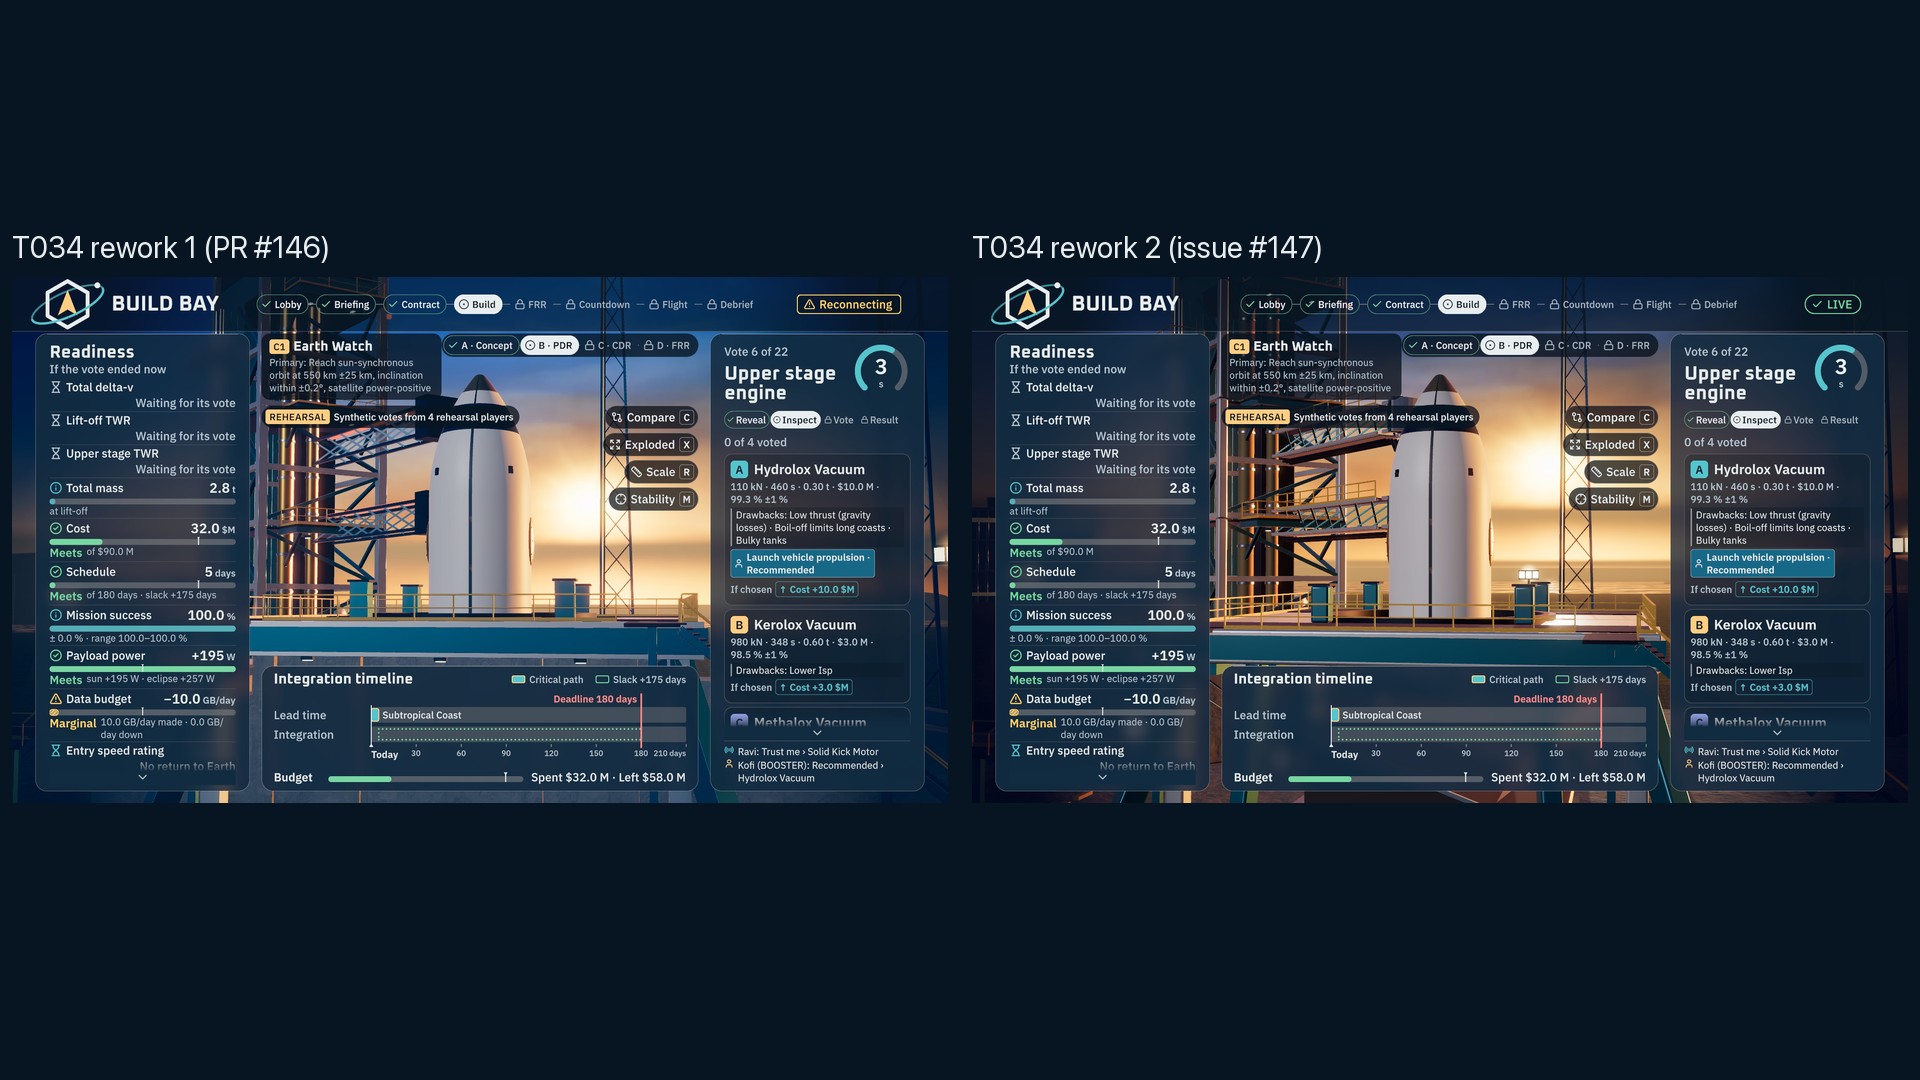 T034 rework 1 (PR #146)
BUILD BAY
Lobby
Briefing
Contract
Build
FRR
Countdown
Flight
Debrief
Reconnecting
Readiness
If the vote ended now
Total delta-v
Waiting for its vote
Lift-off TWR
Waiting for its vote
Upper stage TWR
Waiting for its vote
Total mass 2.8 t
at lift-off
Cost 32.0 $M
Meets of $90.0 M
Schedule 5 days
Meets of 180 days · slack +175 days
Mission success 100.0 %
± 0.0 % · range 100.0–100.0 %
Payload power +195 W
Meets sun +195 W · eclipse +257 W
Data budget −10.0 GB/day
Marginal 10.0 GB/day made · 0.0 GB/
day down
Entry speed rating
No return to Earth
C1 Earth Watch
Primary: Reach sun-synchronous
orbit at 550 km ±25 km, inclination
within ±0.2°, satellite power-positive
REHEARSAL Synthetic votes from 4 rehearsal players
A · Concept
B · PDR
C · CDR
D · FRR
Compare C
Exploded X
Scale R
Stability M
Integration timeline
Critical path
Slack +175 days
Deadline 180 days
Lead time
Subtropical Coast
Integration
Today 30 60 90 120 150 180 210 days
Budget
Spent $32.0 M · Left $58.0 M
Vote 6 of 22
Upper stage
engine
3
s
Reveal
Inspect
Vote
Result
0 of 4 voted
A Hydrolox Vacuum
110 kN · 460 s · 0.30 t · $10.0 M ·
99.3 % ±1 %
Drawbacks: Low thrust (gravity
losses) · Boil-off limits long coasts ·
Bulky tanks
Launch vehicle propulsion ·
Recommended
If chosen ↑ Cost +10.0 $M
B Kerolox Vacuum
980 kN · 348 s · 0.60 t · $3.0 M ·
98.5 % ±1 %
Drawbacks: Lower Isp
If chosen ↑ Cost +3.0 $M
C Methalox Vacuum
Ravi: Trust me › Solid Kick Motor
Kofi (BOOSTER): Recommended ›
Hydrolox Vacuum
T034 rework 2 (issue #147)
BUILD BAY
Lobby
Briefing
Contract
Build
FRR
Countdown
Flight
Debrief
LIVE
Readiness
If the vote ended now
Total delta-v
Waiting for its vote
Lift-off TWR
Waiting for its vote
Upper stage TWR
Waiting for its vote
Total mass 2.8 t
at lift-off
Cost 32.0 $M
Meets of $90.0 M
Schedule 5 days
Meets of 180 days · slack +175 days
Mission success 100.0 %
± 0.0 % · range 100.0–100.0 %
Payload power +195 W
Meets sun +195 W · eclipse +257 W
Data budget −10.0 GB/day
Marginal 10.0 GB/day made · 0.0 GB/
day down
Entry speed rating
No return to Earth
C1 Earth Watch
Primary: Reach sun-synchronous
orbit at 550 km ±25 km, inclination
within ±0.2°, satellite power-positive
REHEARSAL Synthetic votes from 4 rehearsal players
A · Concept
B · PDR
C · CDR
D · FRR
Compare C
Exploded X
Scale R
Stability M
Integration timeline
Critical path
Slack +175 days
Deadline 180 days
Lead time
Subtropical Coast
Integration
Today 30 60 90 120 150 180 210 days
Budget
Spent $32.0 M · Left $58.0 M
Vote 6 of 22
Upper stage
engine
3
s
Reveal
Inspect
Vote
Result
0 of 4 voted
A Hydrolox Vacuum
110 kN · 460 s · 0.30 t · $10.0 M ·
99.3 % ±1 %
Drawbacks: Low thrust (gravity
losses) · Boil-off limits long coasts ·
Bulky tanks
Launch vehicle propulsion ·
Recommended
If chosen ↑ Cost +10.0 $M
B Kerolox Vacuum
980 kN · 348 s · 0.60 t · $3.0 M ·
98.5 % ±1 %
Drawbacks: Lower Isp
If chosen ↑ Cost +3.0 $M
C Methalox Vacuum
Ravi: Trust me › Solid Kick Motor
Kofi (BOOSTER): Recommended ›
Hydrolox Vacuum